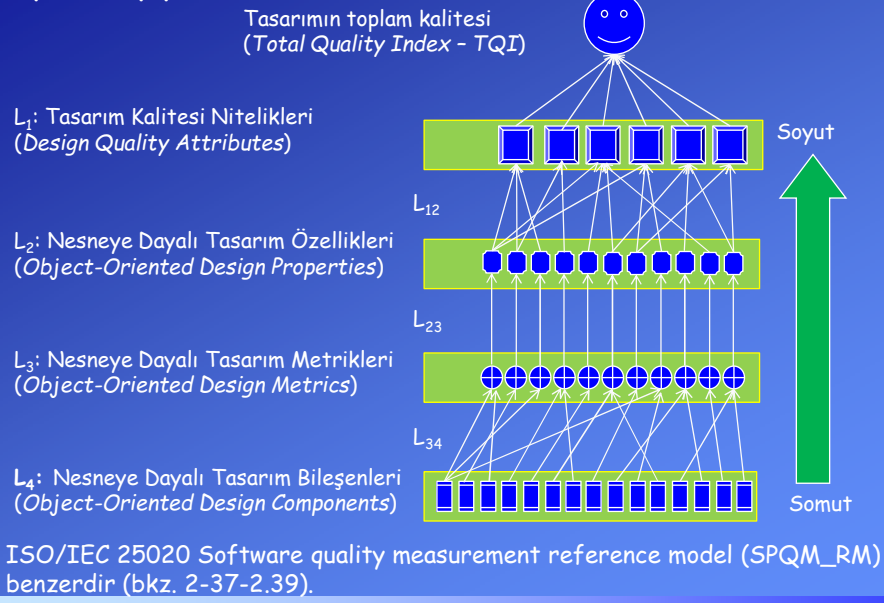 Tasarımın toplam kalitesi
(Total Quality Index – TQI)
L₁: Tasarım Kalitesi Nitelikleri
(Design Quality Attributes)
Soyut
L₁₂
L₂: Nesneye Dayalı Tasarım Özellikleri
(Object-Oriented Design Properties)
L₂₃
L₃: Nesneye Dayalı Tasarım Metrikleri
(Object-Oriented Design Metrics)
L₃₄
L₄: Nesneye Dayalı Tasarım Bileşenleri
(Object-Oriented Design Components)
Somut
ISO/IEC 25020 Software quality measurement reference model (SPQM_RM)
benzerdir (bkz. 2-37-2.39).